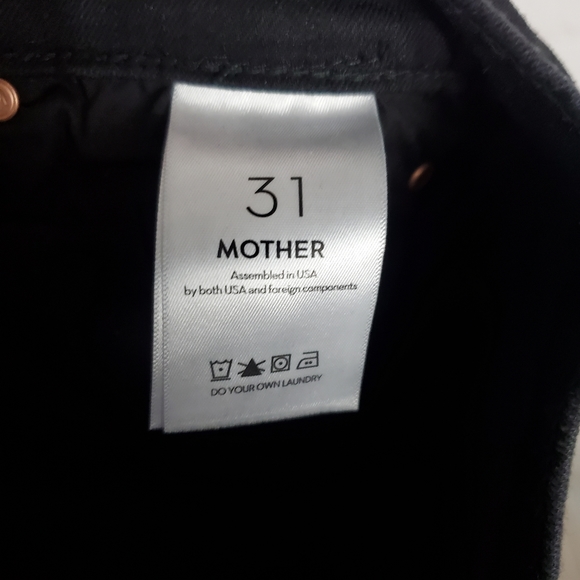 31
MOTHER
Assembled in USA
by both USA and foreign components
DO YOUR OWN LAUNDRY